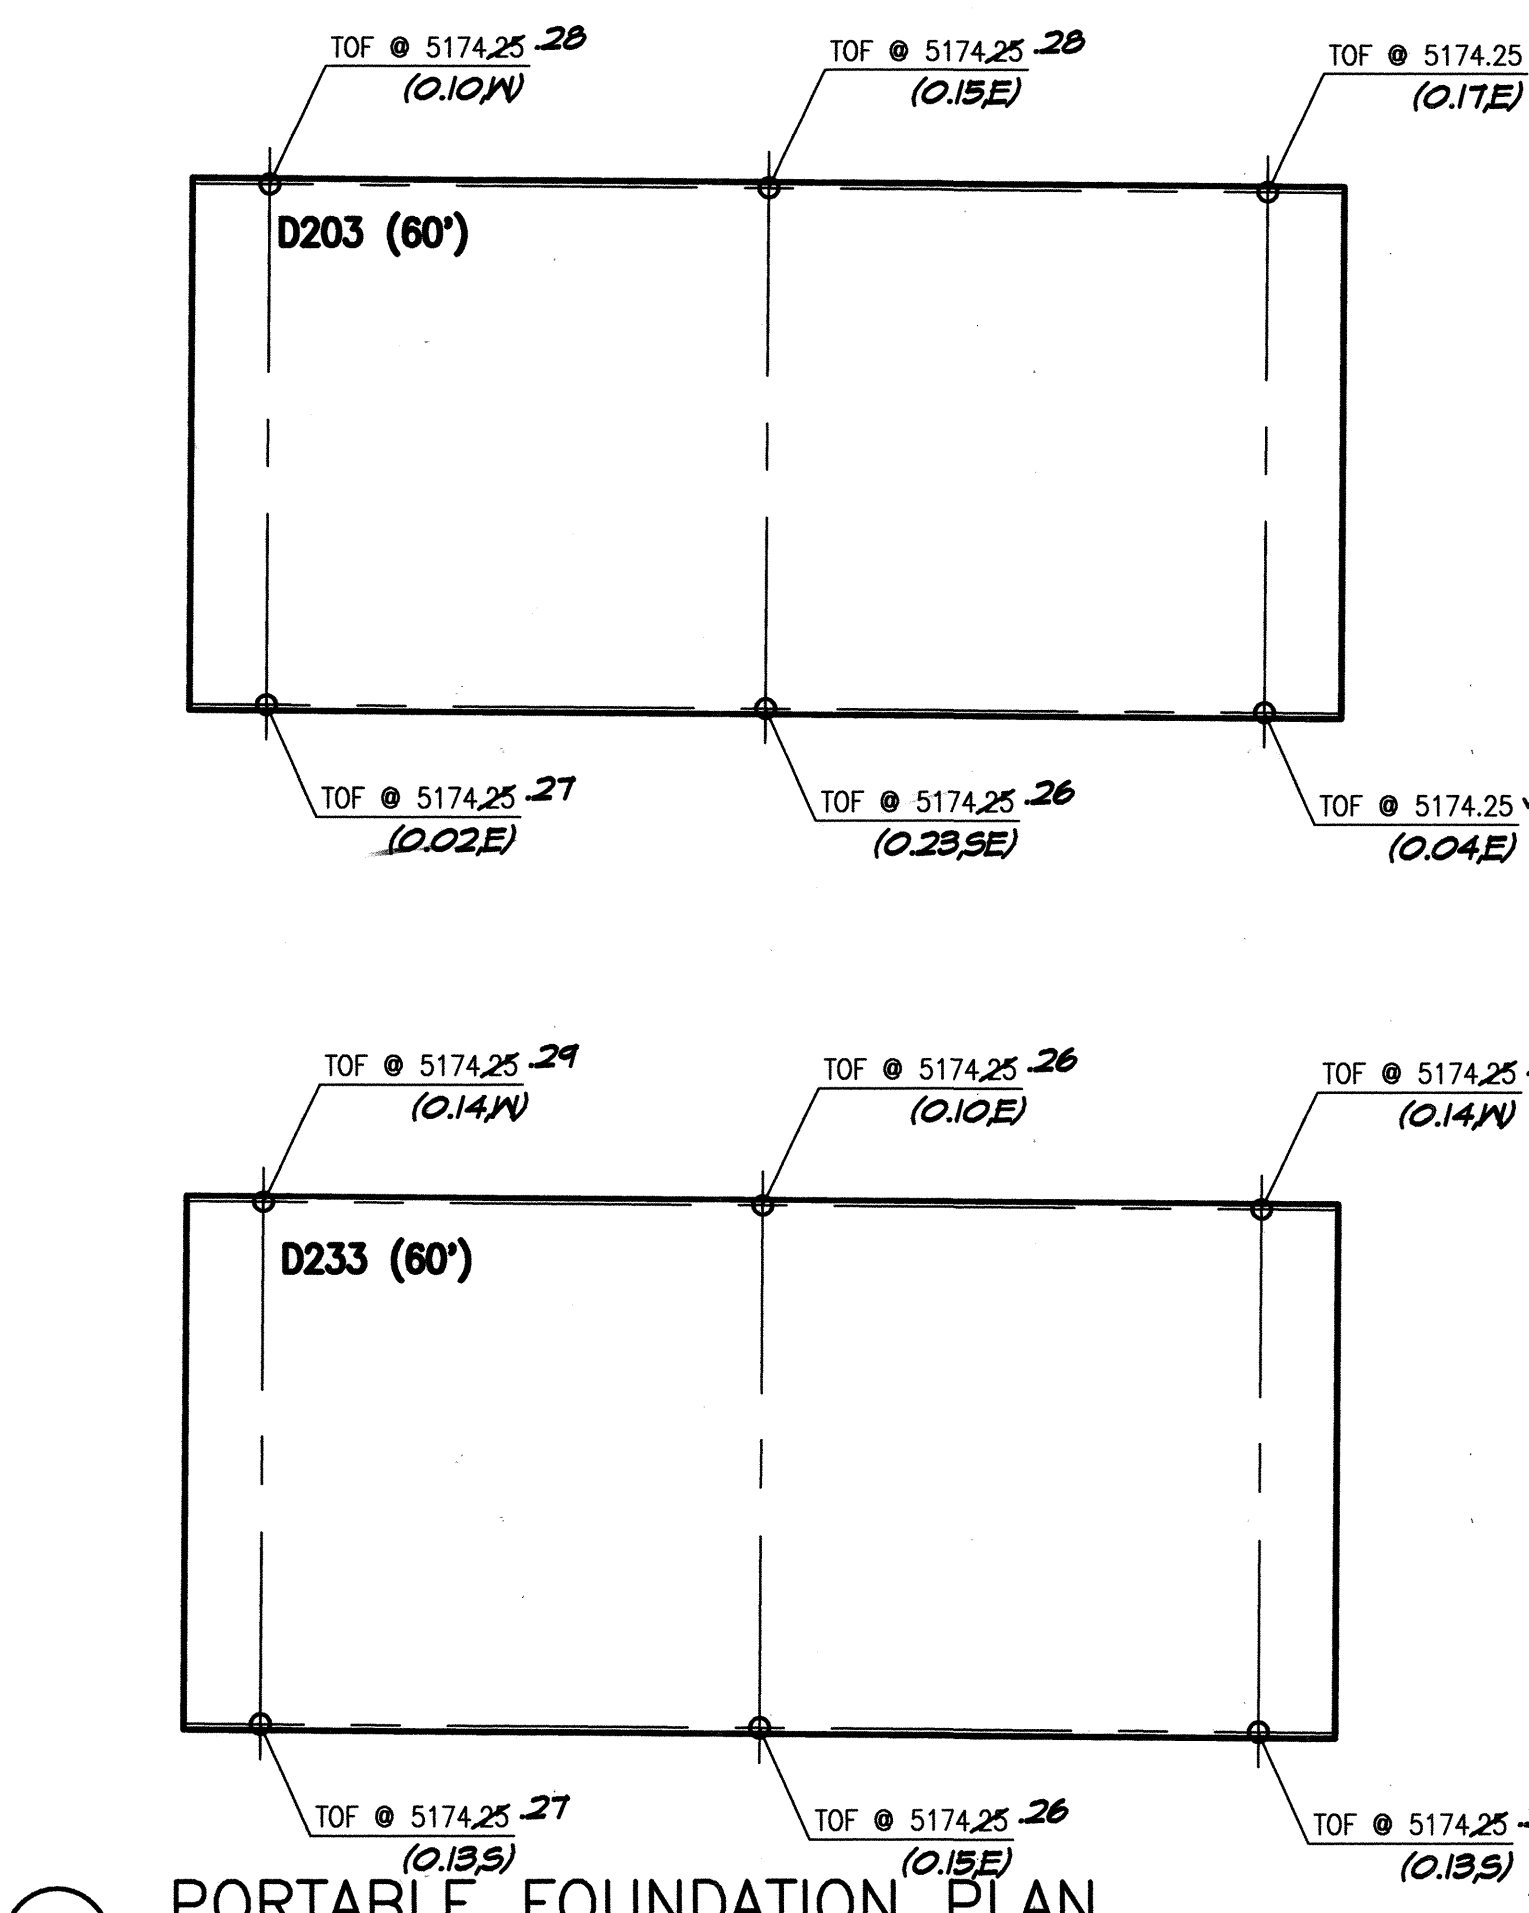 TOF @ 5174.25 .28
(0.10,W)
TOF @ 5174.25 .28
(0.15,E)
TOF @ 5174.25
(0.17,E)
D203 (60')
TOF @ 5174.25 .27
(0.02,E)
TOF @ 5174.25 .26
(0.23,SE)
TOF @ 5174.25
(0.04,E)
TOF @ 5174.25 .29
(0.14,W)
TOF @ 5174.25 .26
(0.10,E)
TOF @ 5174.25
(0.14,W)
D233 (60')
TOF @ 5174.25 .27
(0.13,S)
TOF @ 5174.25 .26
(0.15,E)
TOF @ 5174.25
(0.13,S)
PORTABLE FOUNDATION PLAN